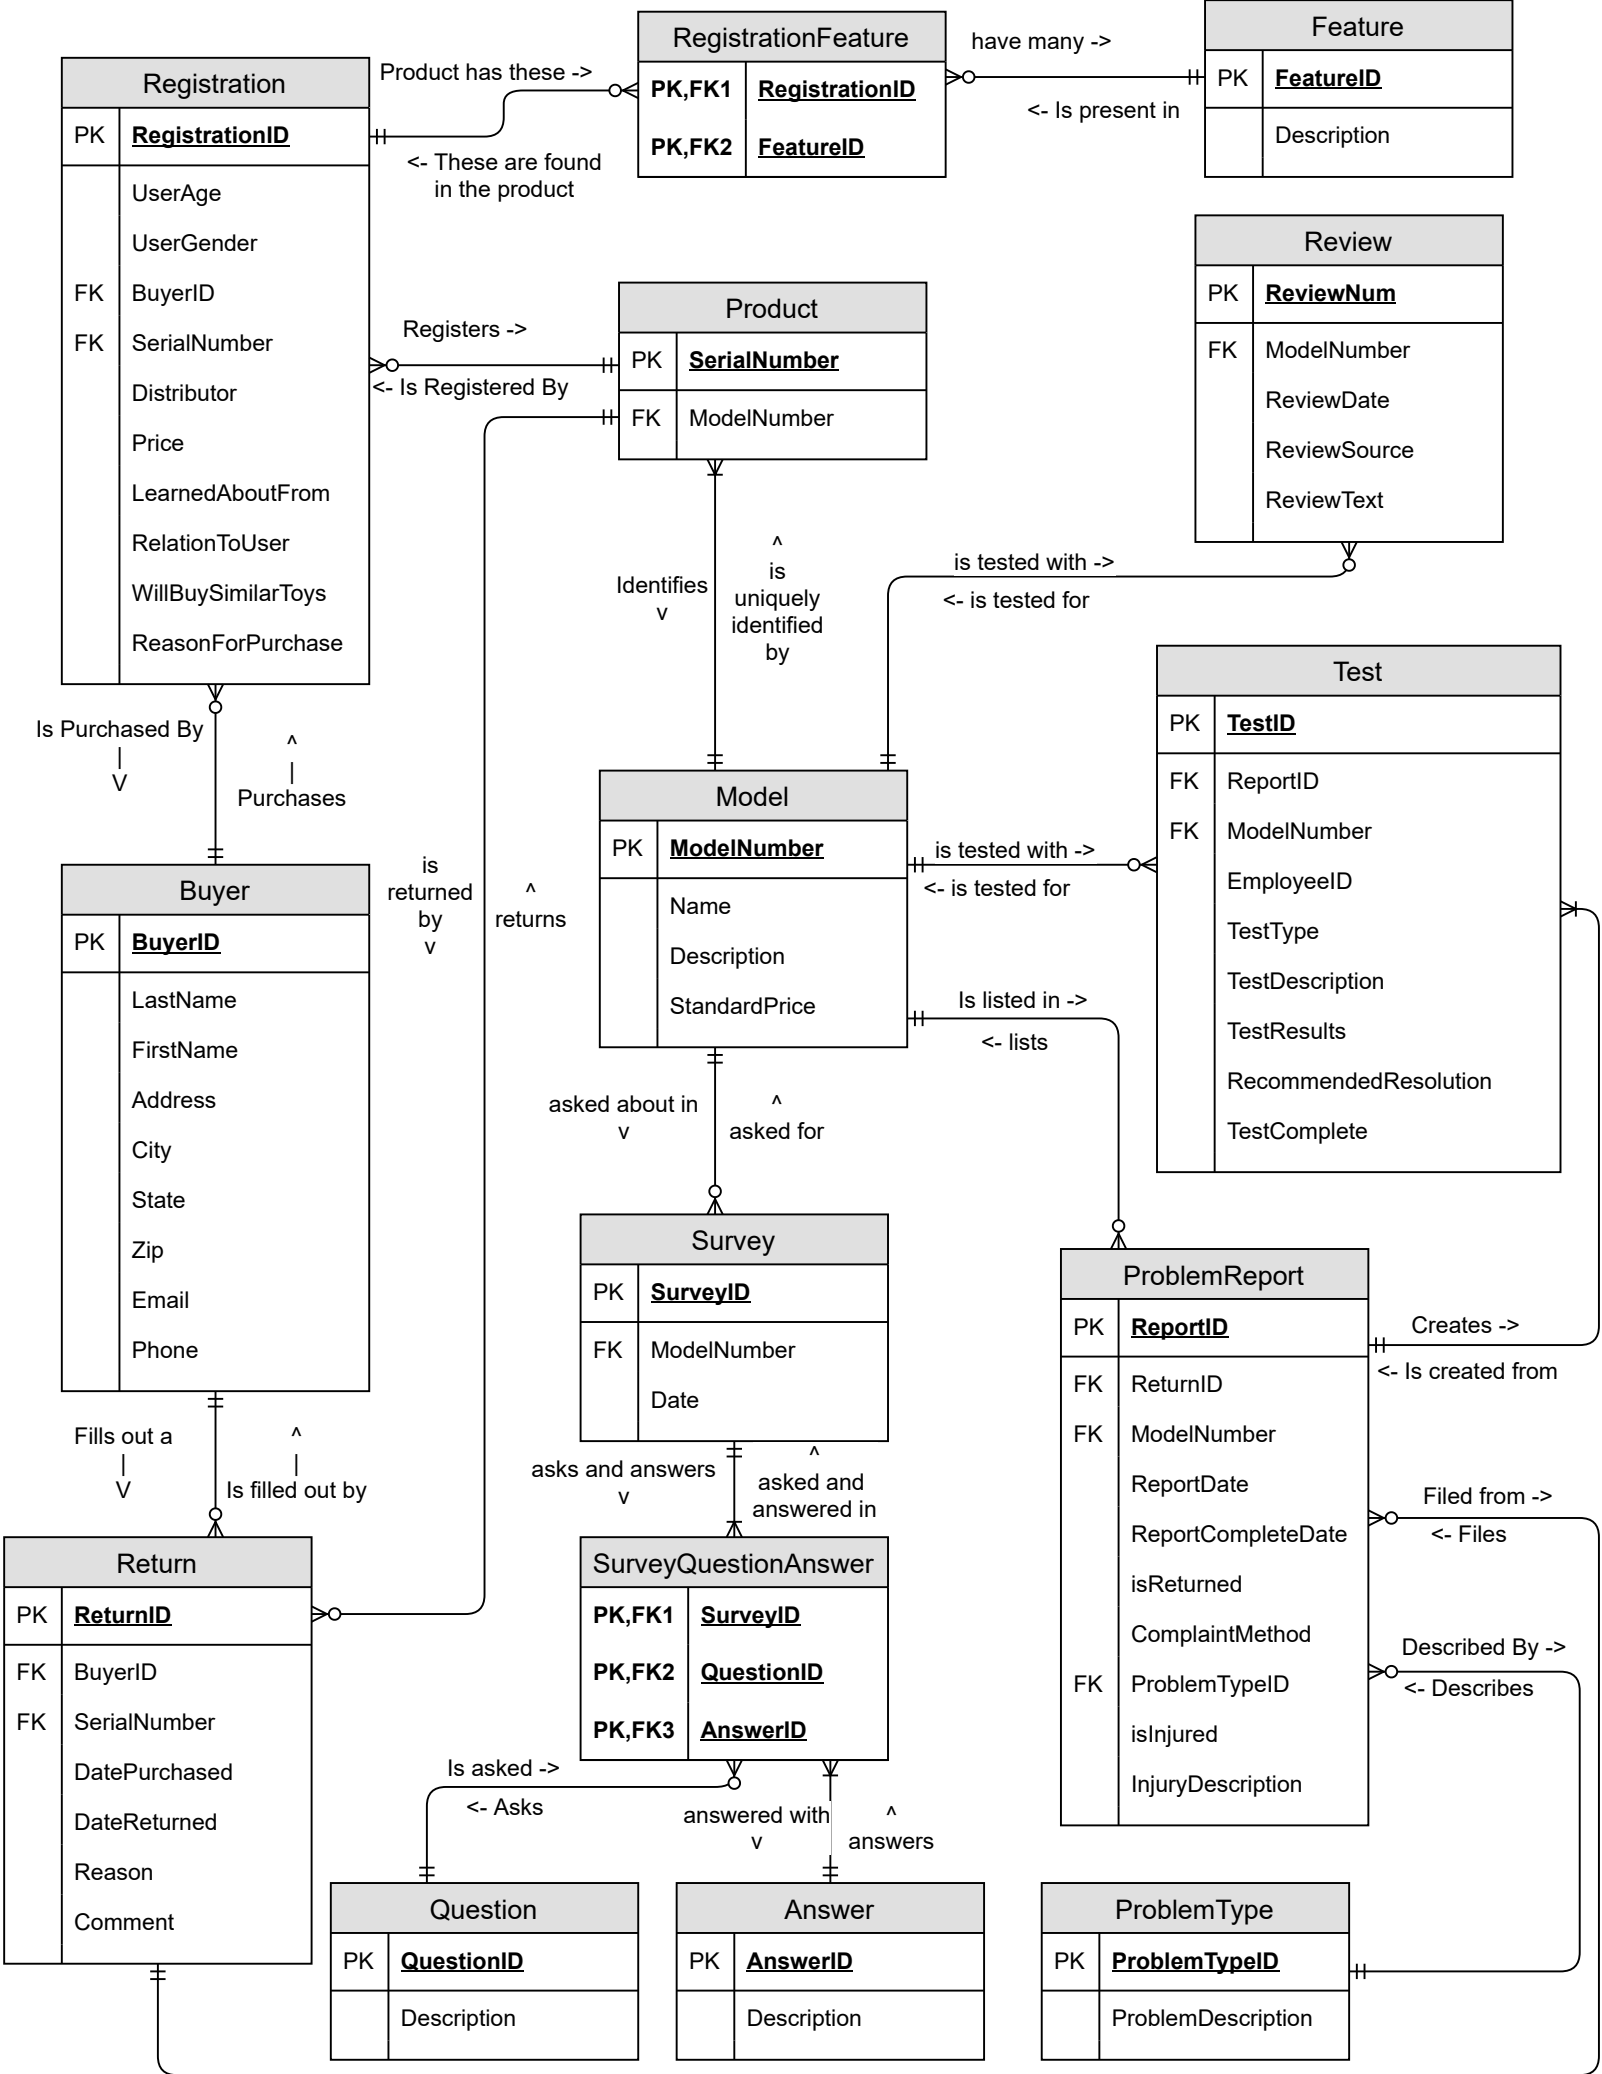 Registration
PK RegistrationID
UserAge
UserGender
FK BuyerID
FK SerialNumber
Distributor
Price
LearnedAboutFrom
RelationToUser
WillBuySimilarToys
ReasonForPurchase
Product has these ->
<- These are found
in the product
RegistrationFeature
PK,FK1 RegistrationID
PK,FK2 FeatureID
have many ->
<- Is present in
Feature
PK FeatureID
Description
Registers ->
<- Is Registered By
Product
PK SerialNumber
FK ModelNumber
Review
PK ReviewNum
FK ModelNumber
ReviewDate
ReviewSource
ReviewText
Identifies
v
^
is
uniquely
identified
by
is tested with ->
<- is tested for
Is Purchased By
|
V
^
|
Purchases
Buyer
PK BuyerID
LastName
FirstName
Address
City
State
Zip
Email
Phone
is
returned
by
v
^
returns
Model
PK ModelNumber
Name
Description
StandardPrice
is tested with ->
<- is tested for
Test
PK TestID
FK ReportID
FK ModelNumber
EmployeeID
TestType
TestDescription
TestResults
RecommendedResolution
TestComplete
Is listed in ->
<- lists
asked about in
v
^
asked for
Survey
PK SurveyID
FK ModelNumber
Date
ProblemReport
PK ReportID
FK ReturnID
FK ModelNumber
ReportDate
ReportCompleteDate
isReturned
ComplaintMethod
FK ProblemTypeID
isInjured
InjuryDescription
Creates ->
<- Is created from
Filed from ->
<- Files
Described By ->
<- Describes
Fills out a
|
V
^
|
Is filled out by
asks and answers
v
^
asked and
answered in
Return
PK ReturnID
FK BuyerID
FK SerialNumber
DatePurchased
DateReturned
Reason
Comment
SurveyQuestionAnswer
PK,FK1 SurveyID
PK,FK2 QuestionID
PK,FK3 AnswerID
Is asked ->
<- Asks
answered with
v
^
answers
Question
PK QuestionID
Description
Answer
PK AnswerID
Description
ProblemType
PK ProblemTypeID
ProblemDescription